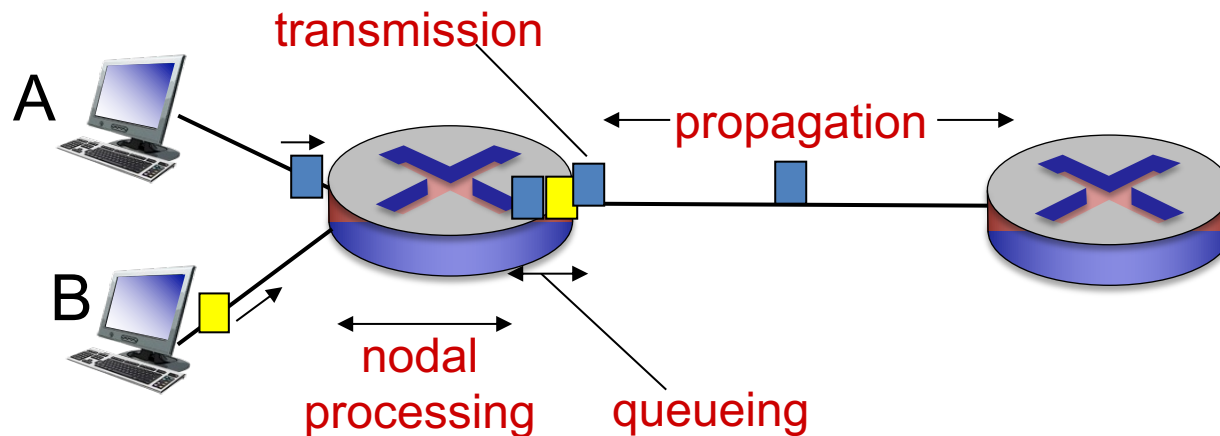 transmission
A
propagation
B
nodal
processing
queueing